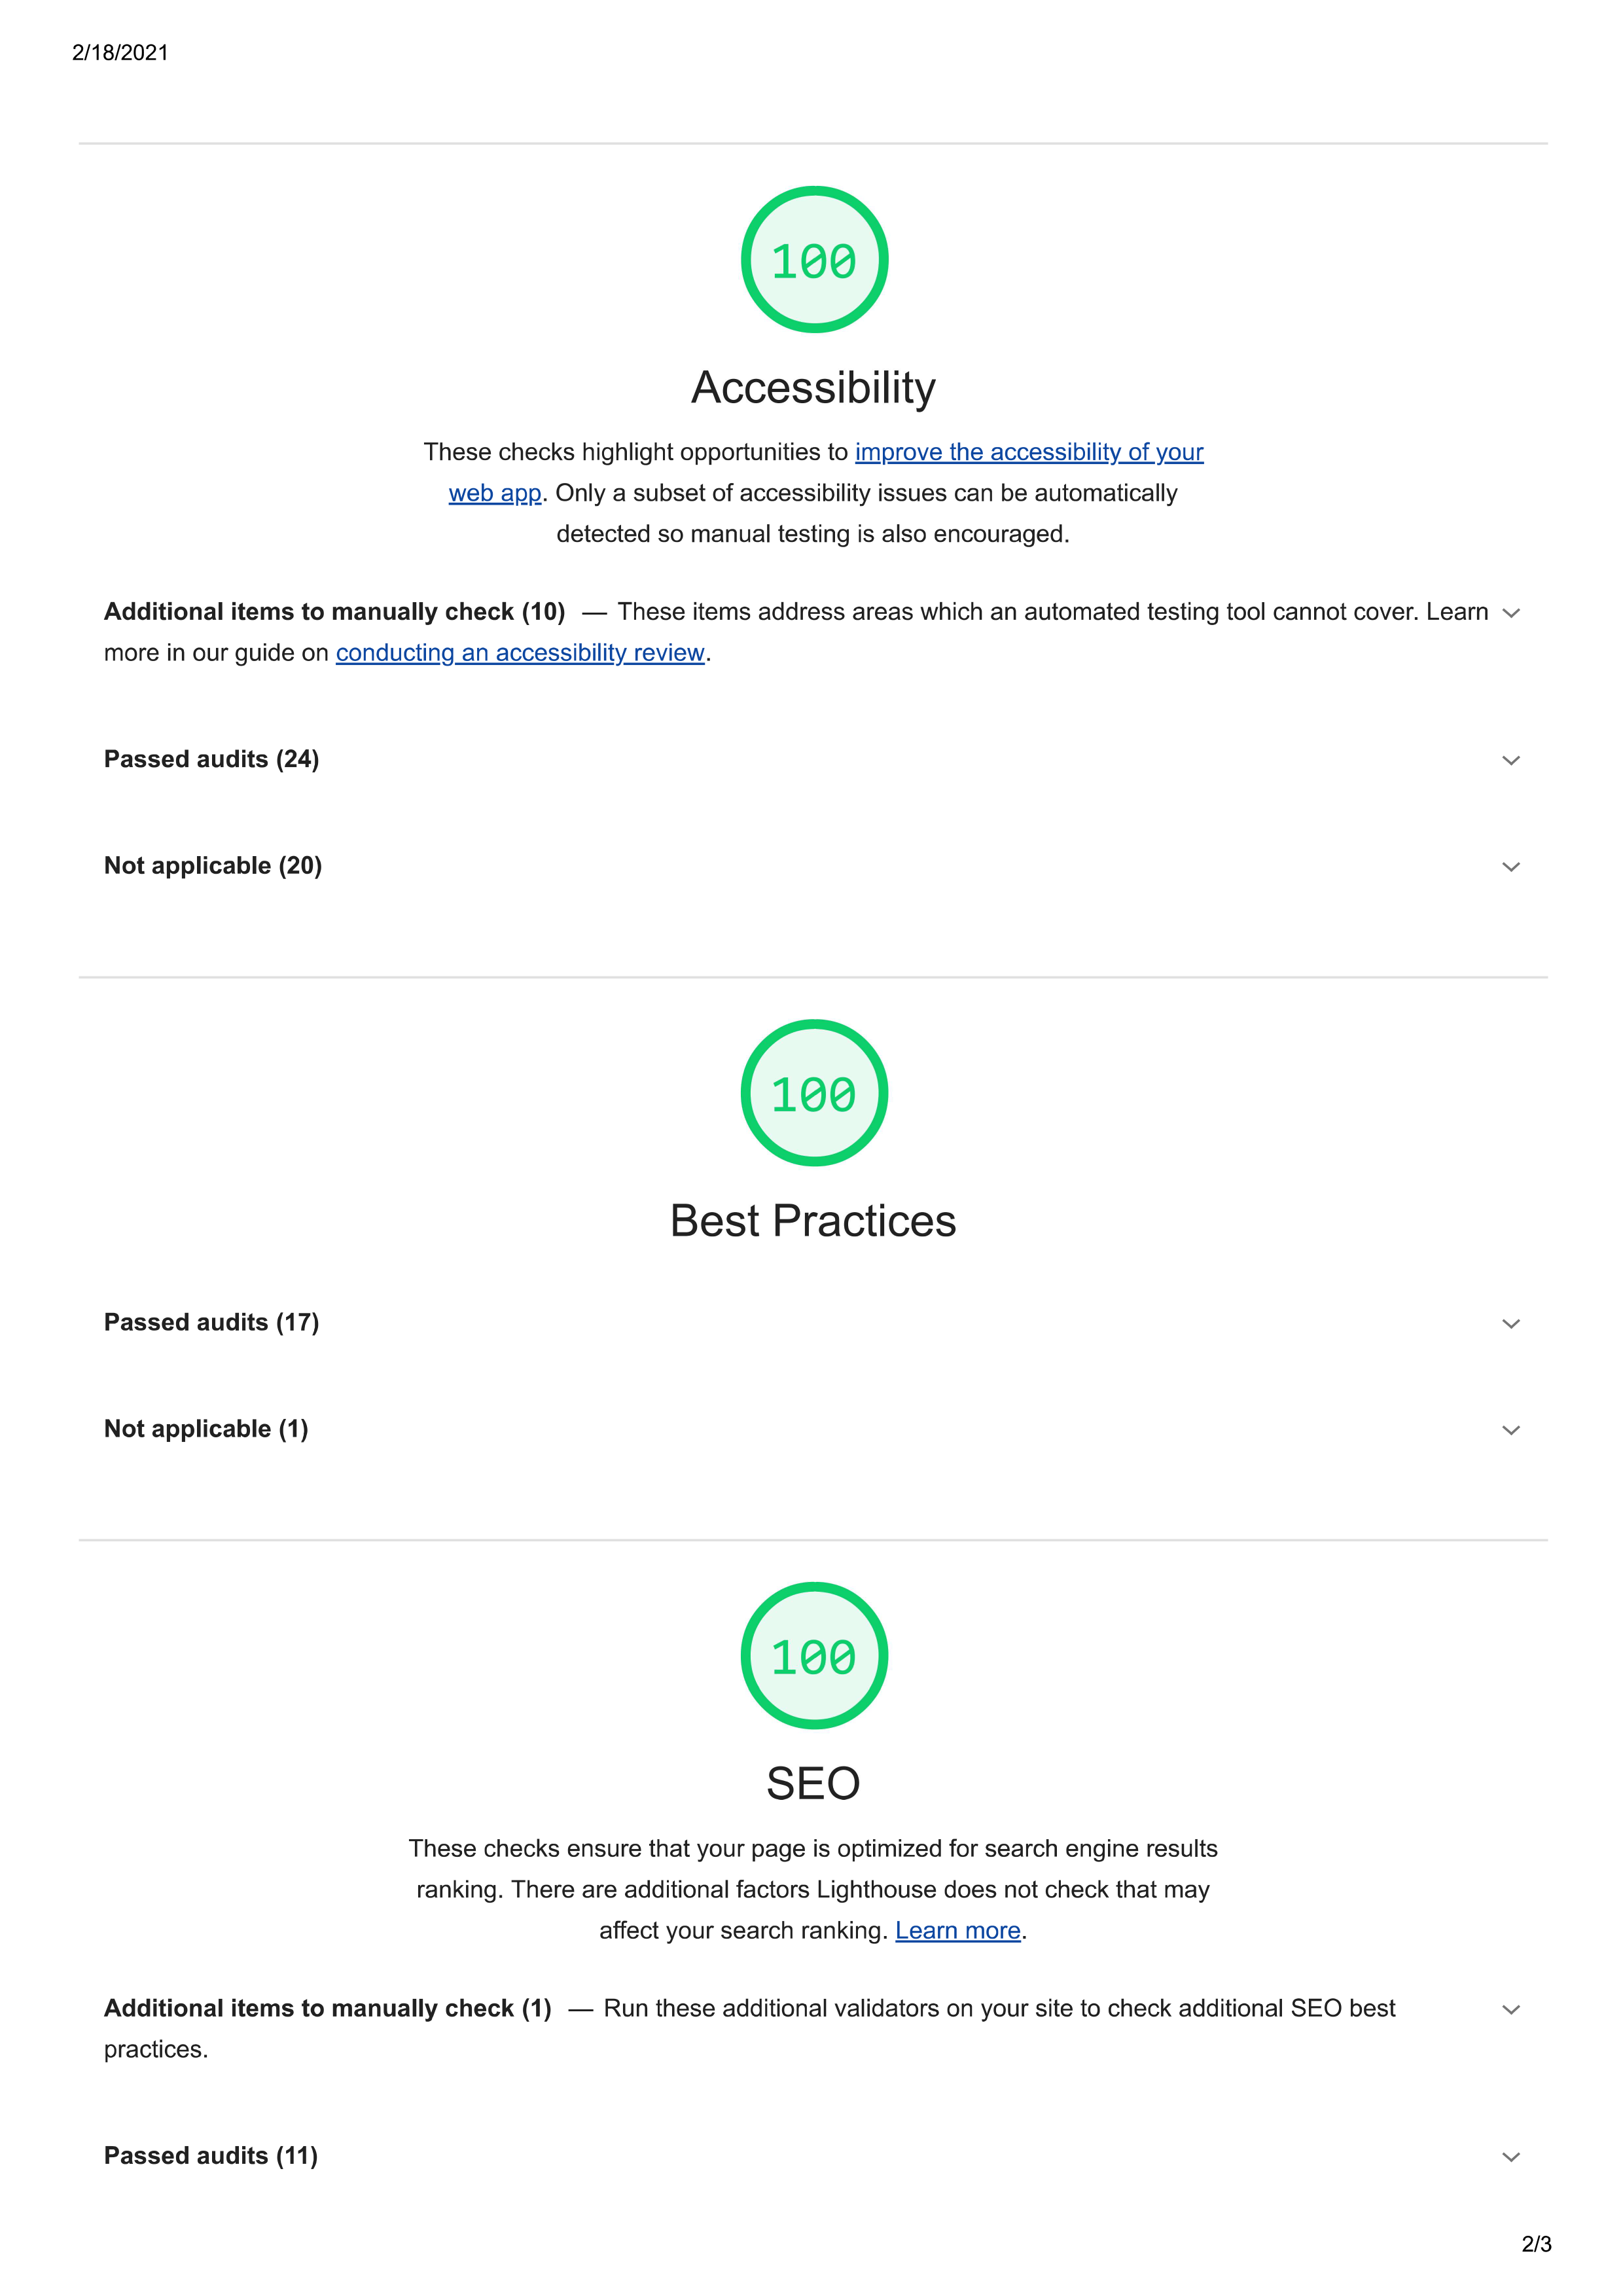 2/18/2021
100
Accessibility
These checks highlight opportunities to improve the accessibility of your
web app. Only a subset of accessibility issues can be automatically
detected so manual testing is also encouraged.
Additional items to manually check (10) — These items address areas which an automated testing tool cannot cover. Learn
more in our guide on conducting an accessibility review.
Passed audits (24)
Not applicable (20)
100
Best Practices
Passed audits (17)
Not applicable (1)
100
SEO
These checks ensure that your page is optimized for search engine results
ranking. There are additional factors Lighthouse does not check that may
affect your search ranking. Learn more.
Additional items to manually check (1) — Run these additional validators on your site to check additional SEO best
practices.
Passed audits (11)
2/3